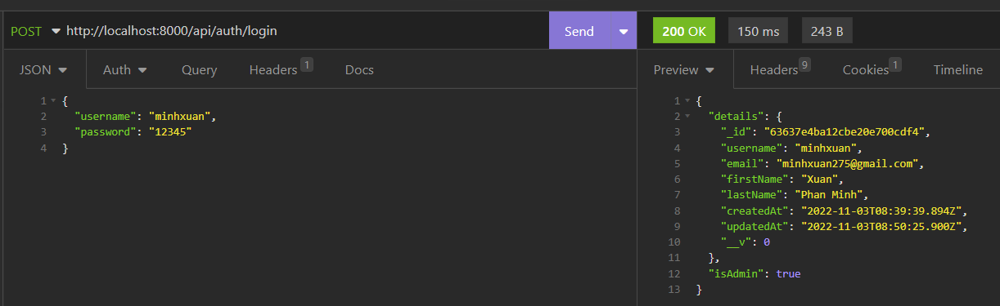 POST http://localhost:8000/api/auth/login Send
200 OK 150 ms 243 B
JSON Auth Query Headers 1 Docs
Preview Headers 9 Cookies 1 Timeline
1 {
2 "username": "minhxuan",
3 "password": "12345"
4 }
1 {
2 "details": {
3 "_id": "63637e4ba12cbe20e700cdf4",
4 "username": "minhxuan",
5 "email": "minhxuan275@gmail.com",
6 "firstName": "Xuan",
7 "lastName": "Phan Minh",
8 "createdAt": "2022-11-03T08:39:39.894Z",
9 "updatedAt": "2022-11-03T08:50:25.900Z",
10 "__v": 0
11 },
12 "isAdmin": true
13 }